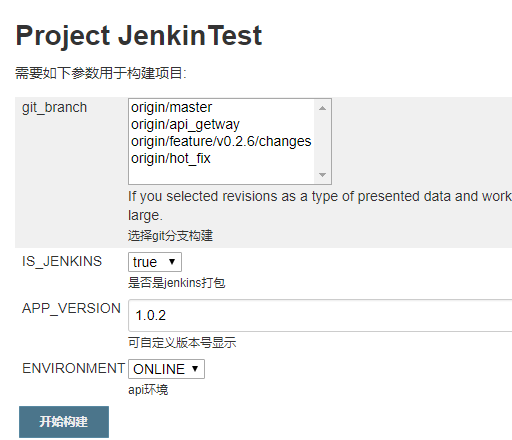 Project JenkinTest
需要如下参数用于构建项目:
git_branch
origin/master
origin/api_getway
origin/feature/v0.2.6/changes
origin/hot_fix
If you selected revisions as a type of presented data and work
large.
选择git分支构建
IS_JENKINS
true
是否是jenkins打包
APP_VERSION
1.0.2
可自定义版本号显示
ENVIRONMENT
ONLINE
api环境
开始构建